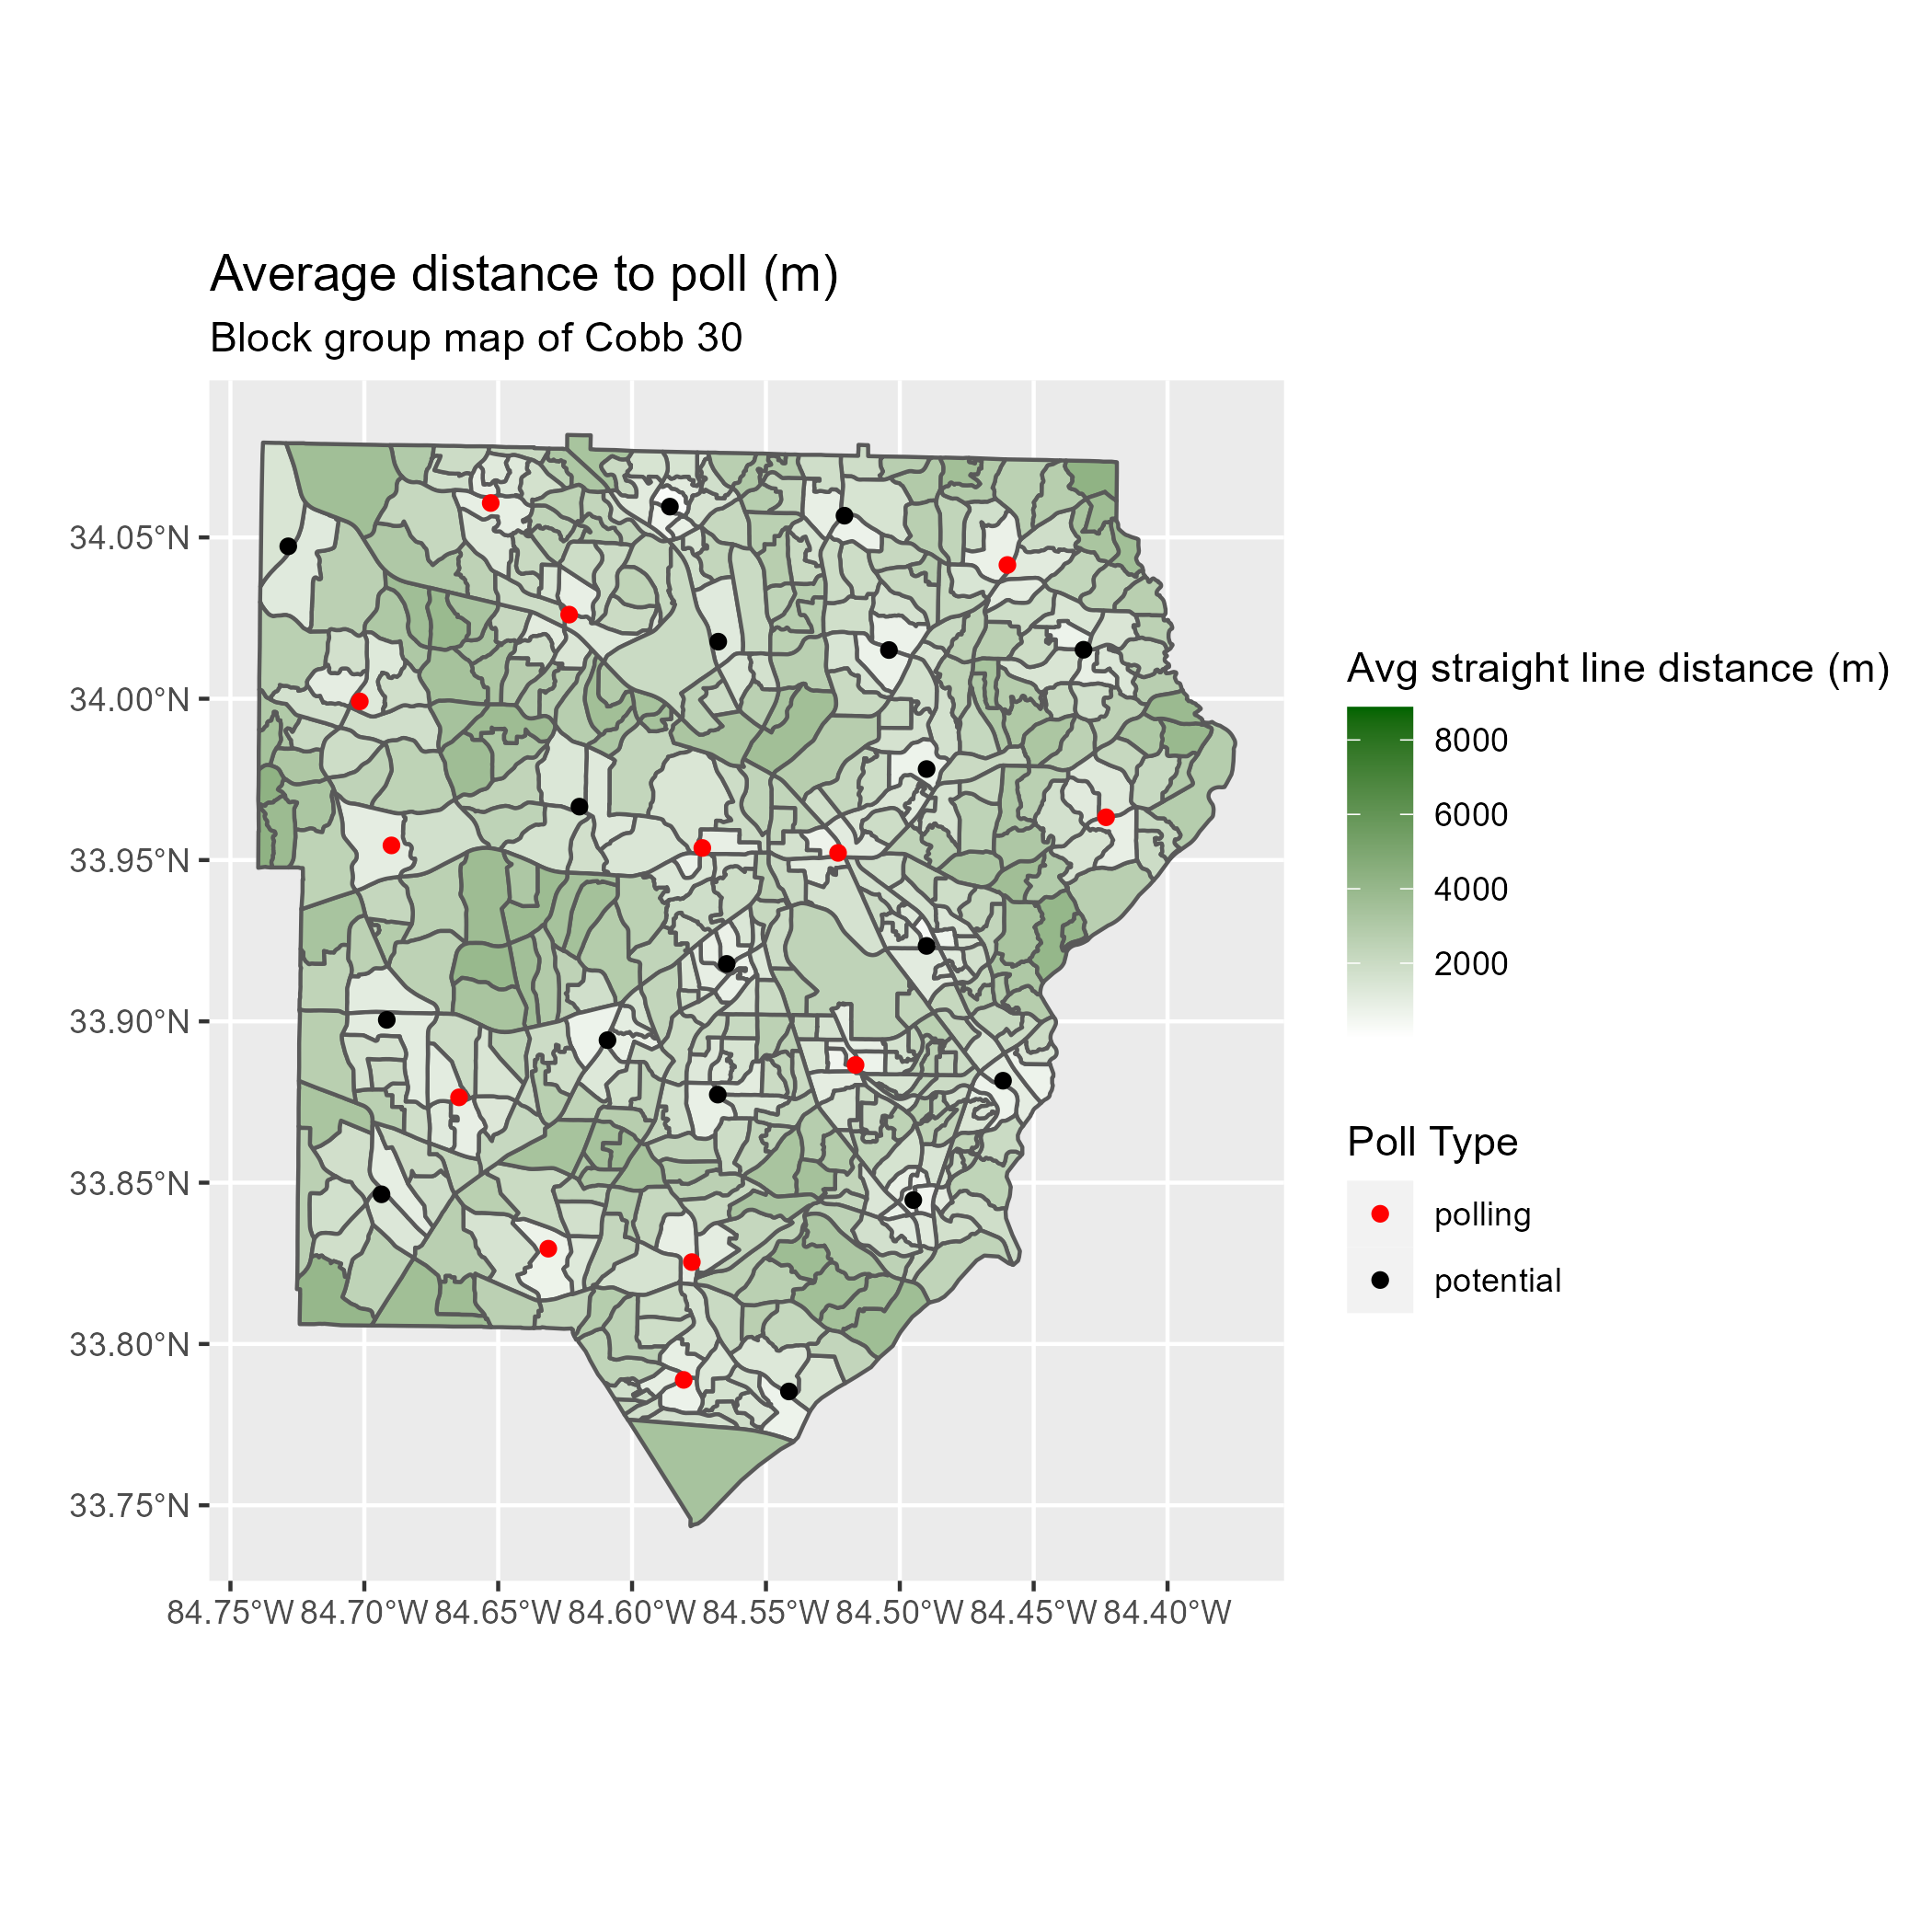 Average distance to poll (m)
Block group map of Cobb 30
34.05°N
34.00°N
33.95°N
33.90°N
33.85°N
33.80°N
33.75°N
84.75°W 84.70°W 84.65°W 84.60°W 84.55°W 84.50°W 84.45°W 84.40°W
Avg straight line distance (m)
8000
6000
4000
2000
Poll Type
polling
potential